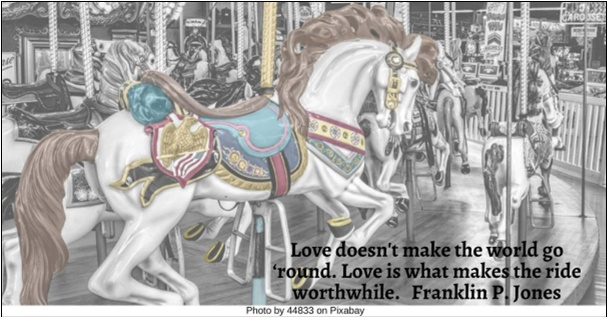 CAROUSEL
Love doesn't make the world go
‘round. Love is what makes the ride
worthwhile.   Franklin P. Jones
Photo by 44833 on Pixabay